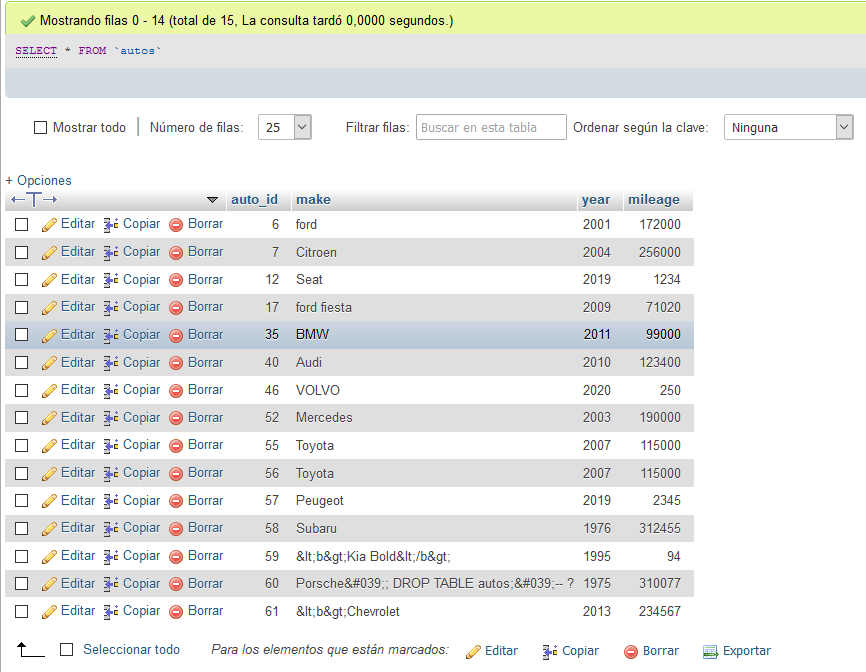 Mostrando filas 0 - 14 (total de 15, La consulta tardó 0,0000 segundos.)
SELECT * FROM `autos`
Mostrar todo Número de filas: 25 Filtrar filas: Buscar en esta tabla Ordenar según la clave: Ninguna
+ Opciones
←T→ auto_id make year mileage
Editar Copiar Borrar 6 ford 2001 172000
Editar Copiar Borrar 7 Citroen 2004 256000
Editar Copiar Borrar 12 Seat 2019 1234
Editar Copiar Borrar 17 ford fiesta 2009 71020
Editar Copiar Borrar 35 BMW 2011 99000
Editar Copiar Borrar 40 Audi 2010 123400
Editar Copiar Borrar 46 VOLVO 2020 250
Editar Copiar Borrar 52 Mercedes 2003 190000
Editar Copiar Borrar 55 Toyota 2007 115000
Editar Copiar Borrar 56 Toyota 2007 115000
Editar Copiar Borrar 57 Peugeot 2019 2345
Editar Copiar Borrar 58 Subaru 1976 312455
Editar Copiar Borrar 59 &lt;b&gt;Kia Bold&lt;/b&gt; 1995 94
Editar Copiar Borrar 60 Porsche&#039;; DROP TABLE autos;&#039;-- ? 1975 310077
Editar Copiar Borrar 61 &lt;b&gt;Chevrolet 2013 234567
Seleccionar todo Para los elementos que están marcados: Editar Copiar Borrar Exportar